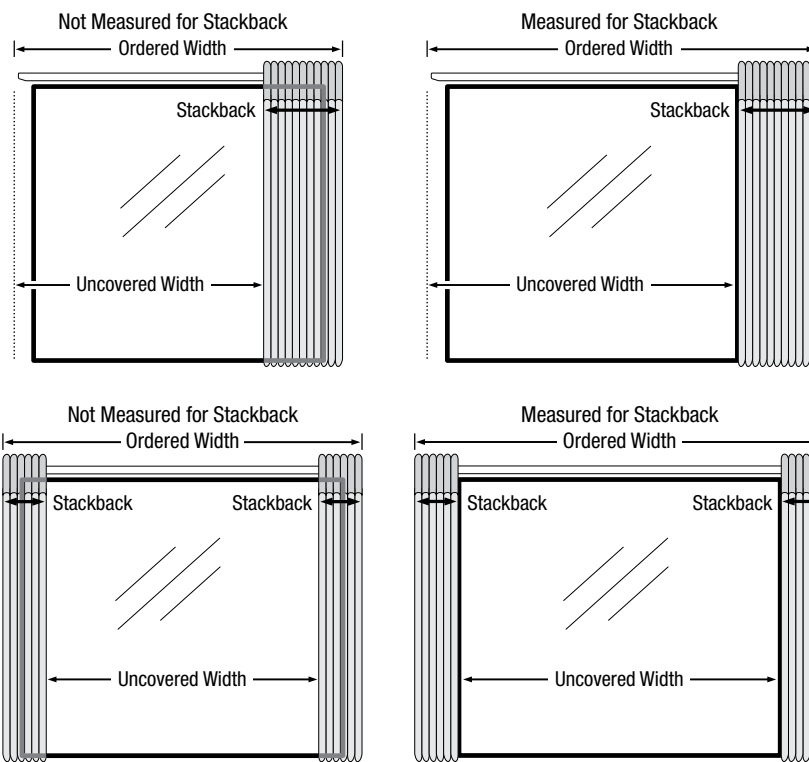 Not Measured for Stackback
Ordered Width
Stackback
Uncovered Width
Measured for Stackback
Ordered Width
Stackback
Uncovered Width
Not Measured for Stackback
Ordered Width
Stackback Stackback
Uncovered Width
Measured for Stackback
Ordered Width
Stackback Stackback
Uncovered Width